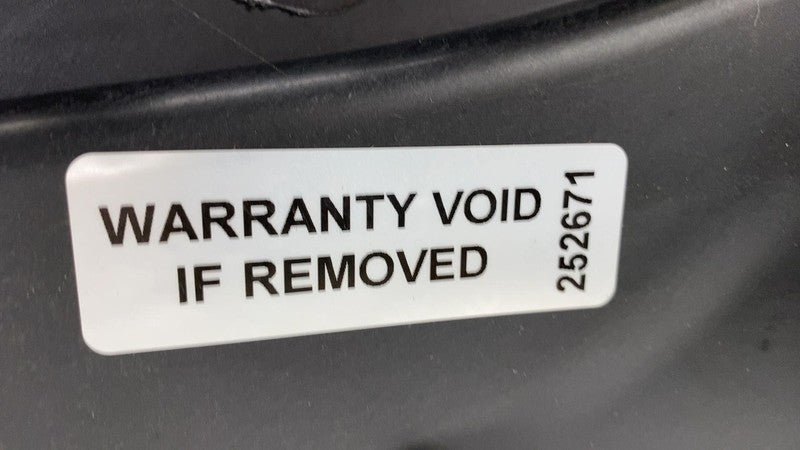 WARRANTY VOID
IF REMOVED
252671